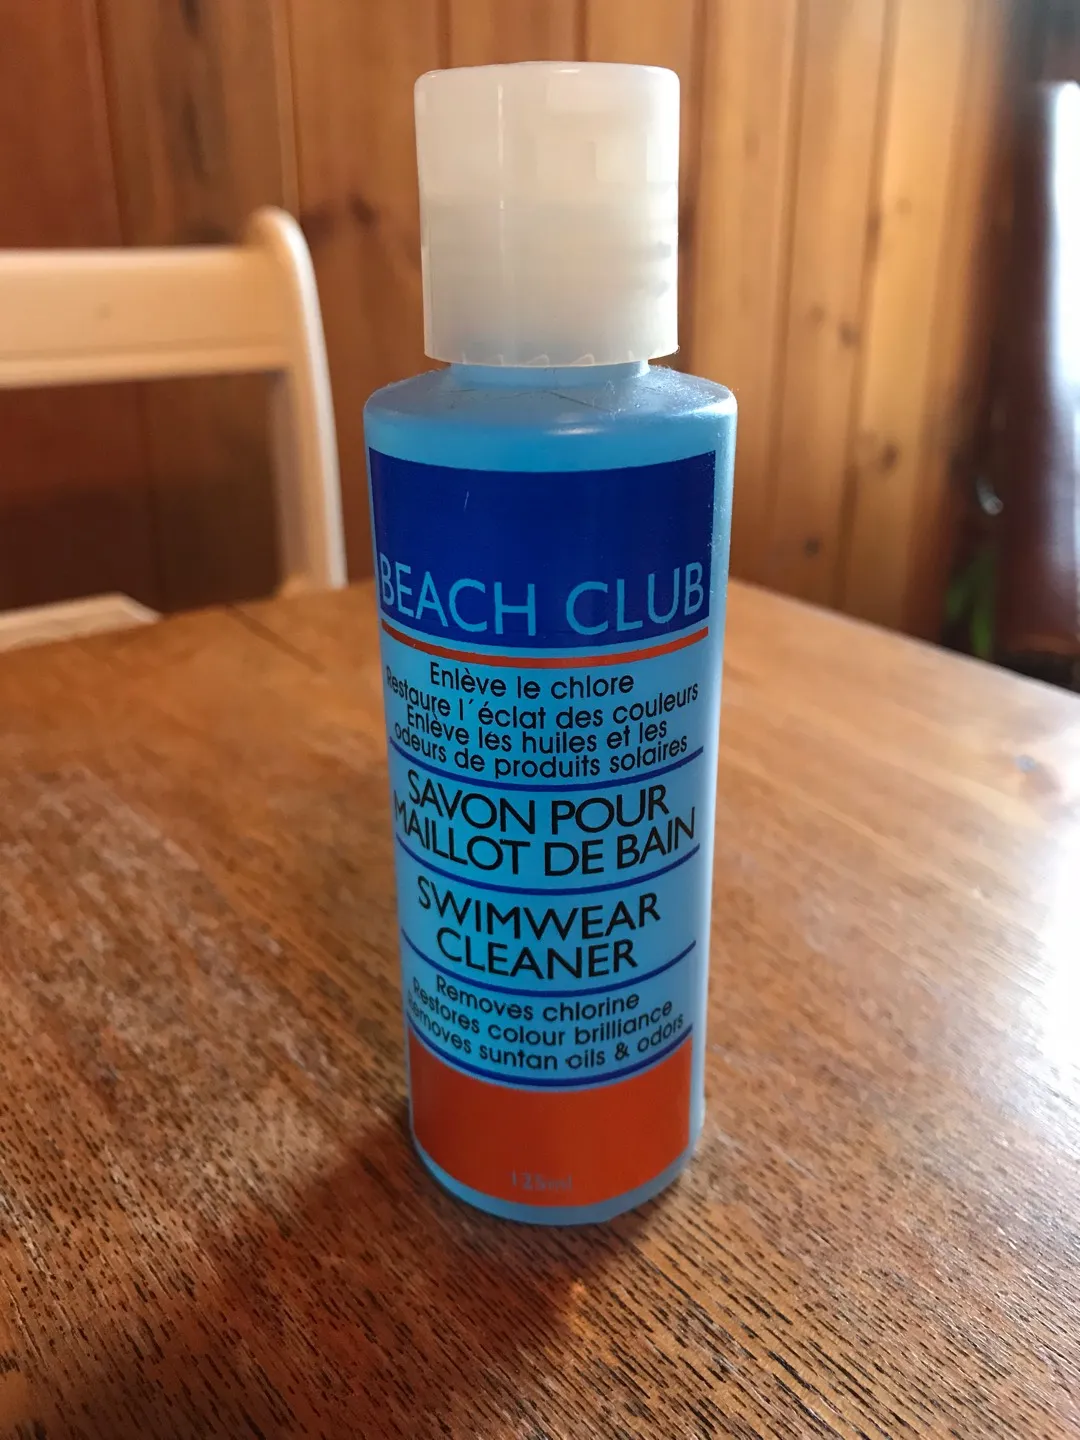 BEACH CLUB
Enlève le chlore
Restaure l'éclat des couleurs
Enlève les huiles et les
odeurs de produits solaires
SAVON POUR
MAILLOT DE BAIN
SWIMWEAR
CLEANER
Removes chlorine
Restores colour brilliance
Removes suntan oils & odors
125ml